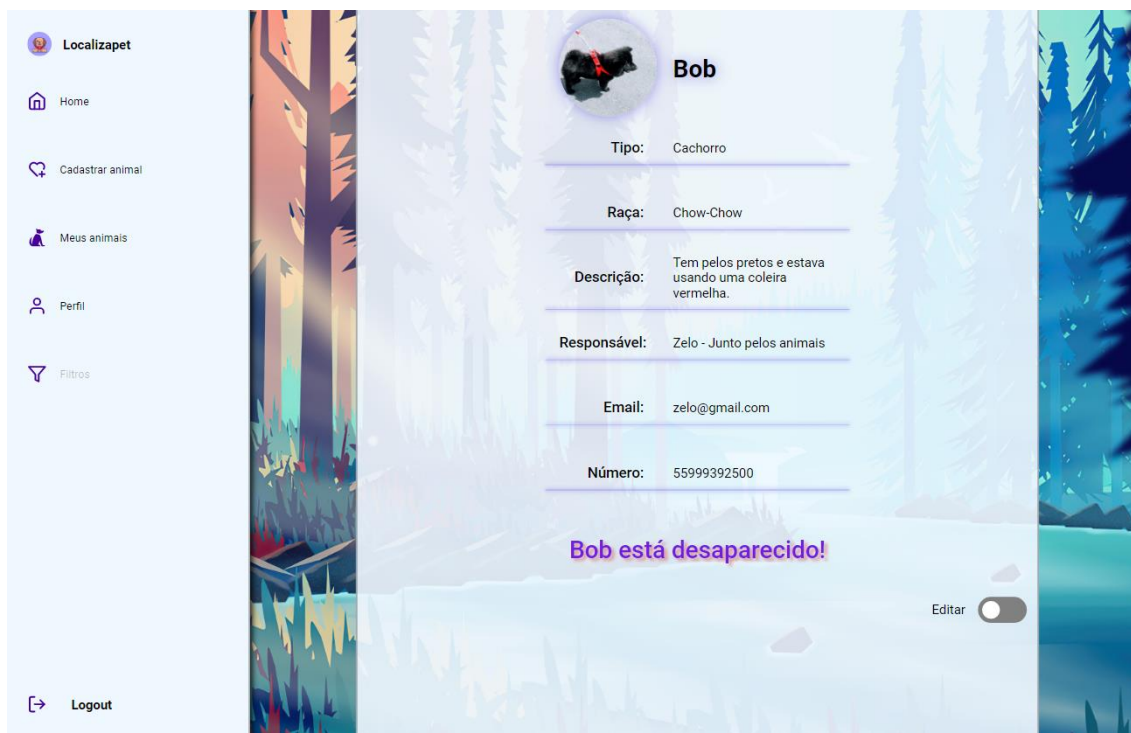 Localizapet
Home
Cadastrar animal
Meus animais
Perfil
Filtros
Logout
Bob
Tipo: Cachorro
Raça: Chow-Chow
Descrição: Tem pelos pretos e estava
usando uma coleira
vermelha.
Responsável: Zelo - Junto pelos animais
Email: zelo@gmail.com
Número: 55999392500
Bob está desaparecido!
Editar